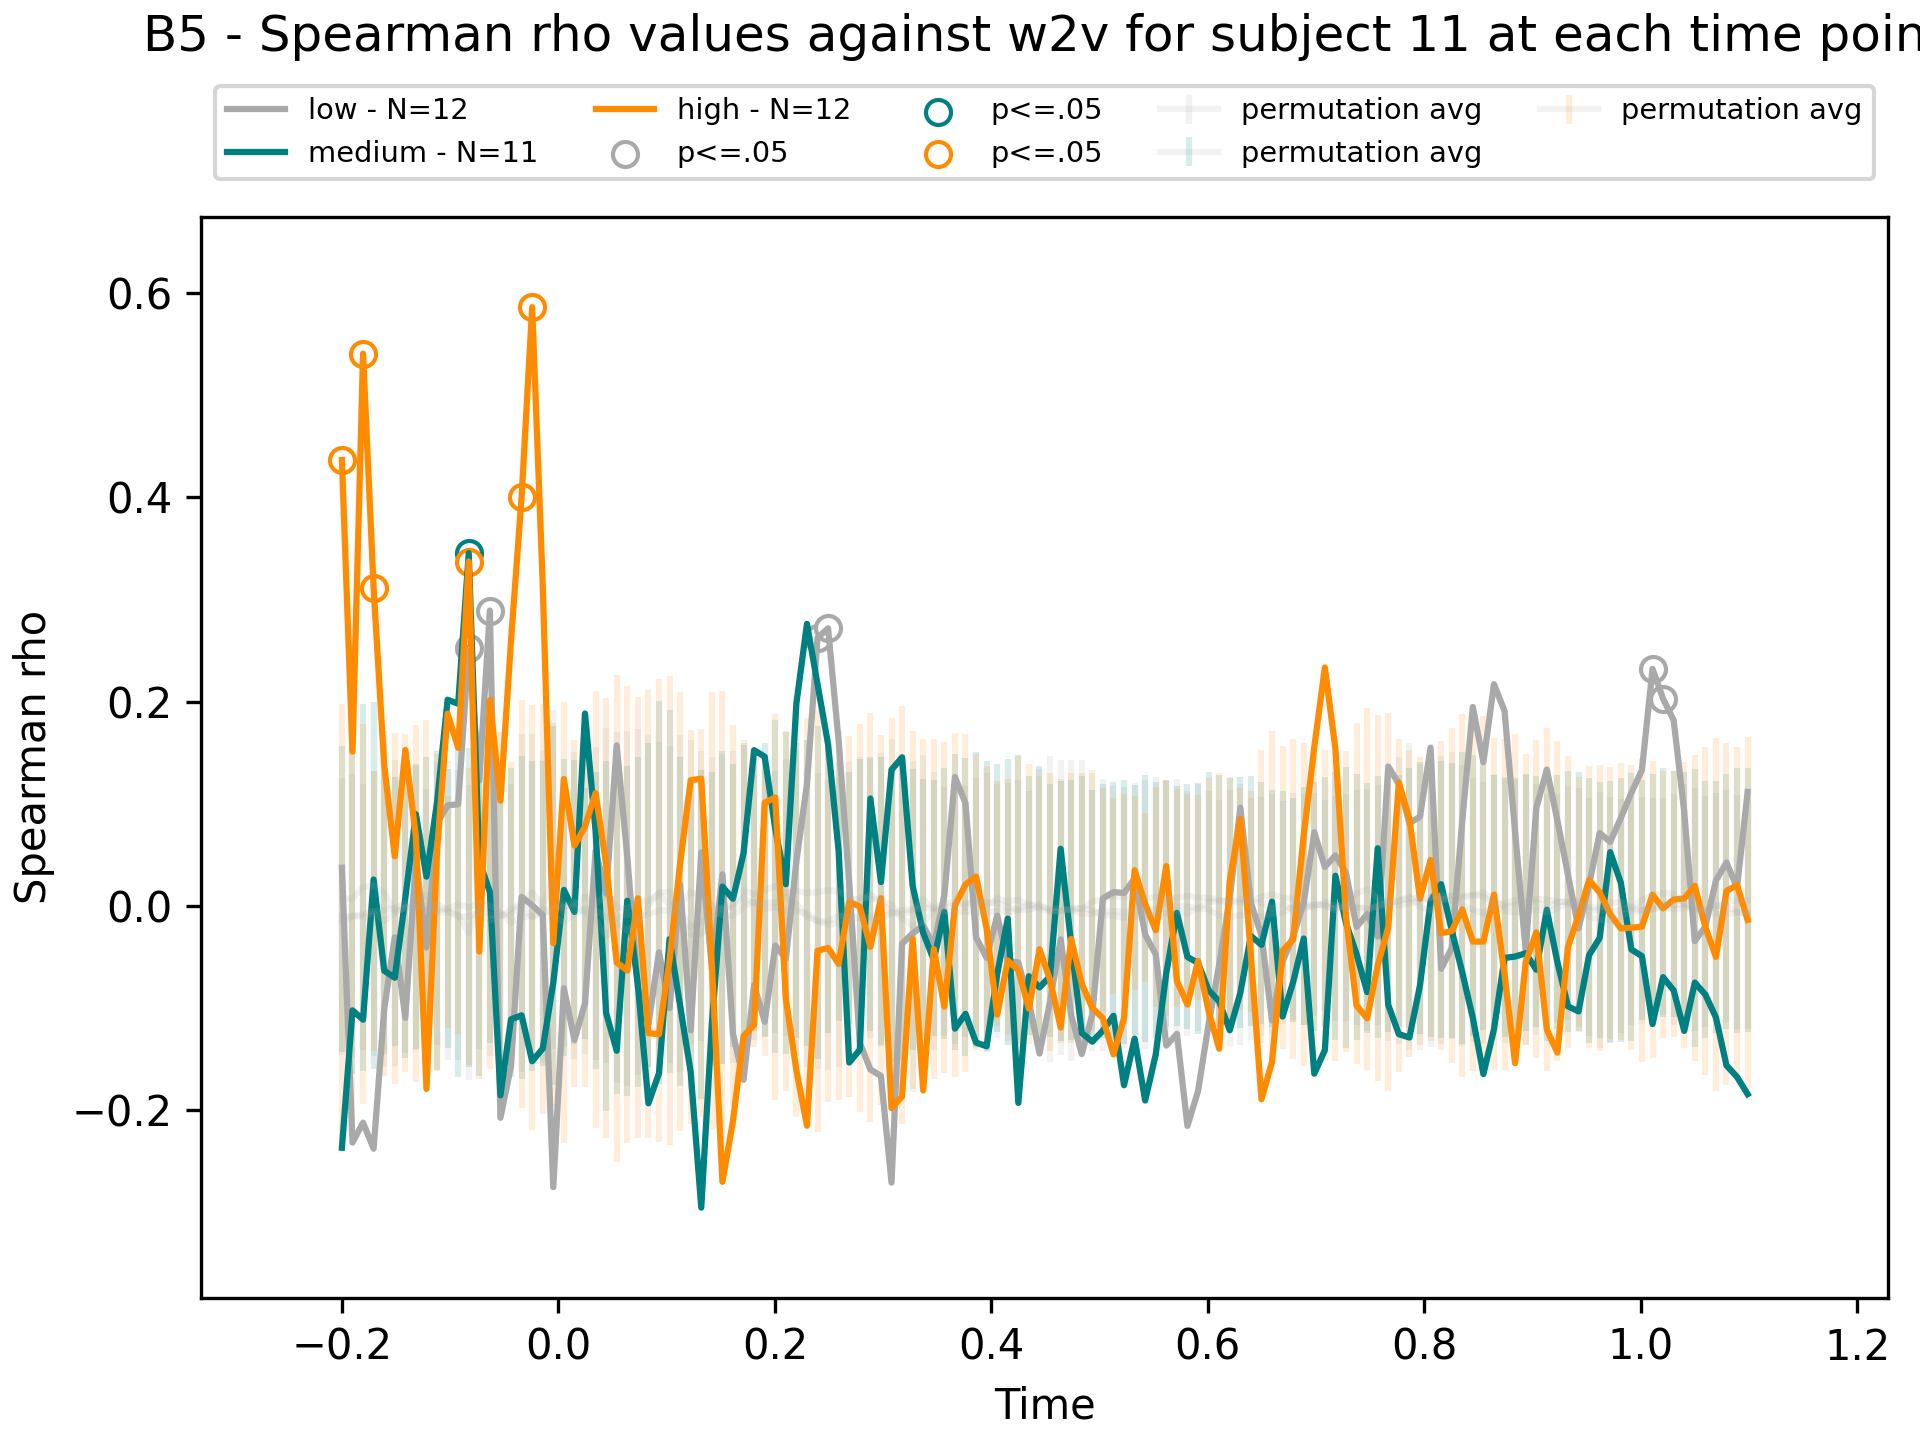 B5 - Spearman rho values against w2v for subject 11 at each time poin
low - N=12
medium - N=11
high - N=12
p<=.05
p<=.05
p<=.05
permutation avg
permutation avg
permutation avg
Spearman rho
0.6
0.4
0.2
0.0
−0.2
−0.2 0.0 0.2 0.4 0.6 0.8 1.0 1.2
Time